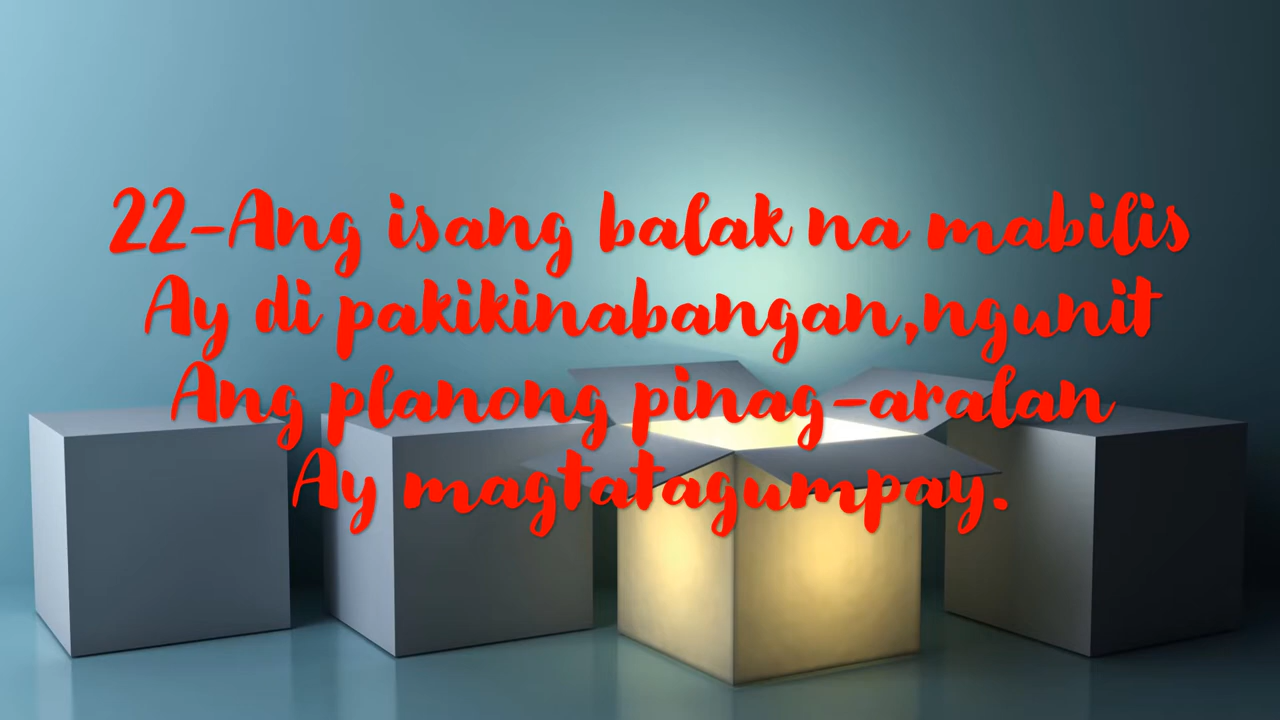 22-Ang isang balak na mabilis
Ay di pakikinabangan,ngunit
Ang planong pinag-aralan
Ay magtatagumpay.